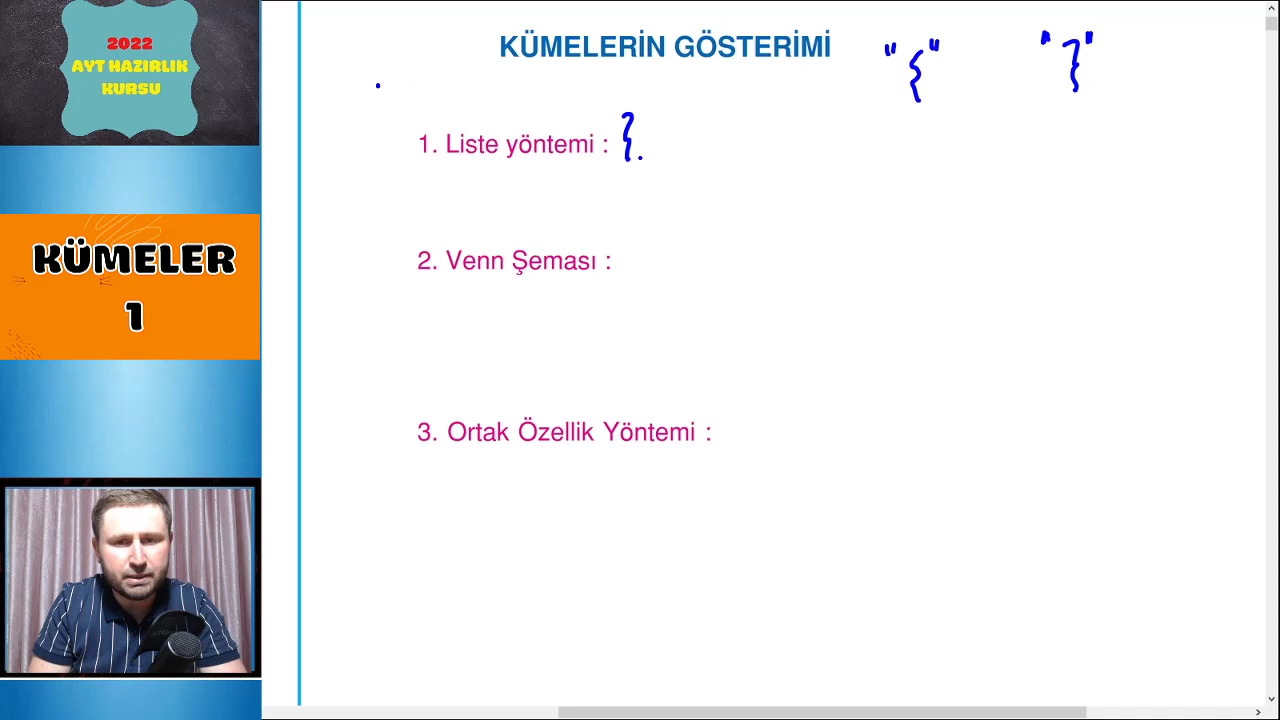 2022
AYT HAZIRLIK
KURSU
KÜMELER
1
KÜMELERİN GÖSTERİMİ
"{" "}"
1. Liste yöntemi : {
2. Venn Şeması :
3. Ortak Özellik Yöntemi :